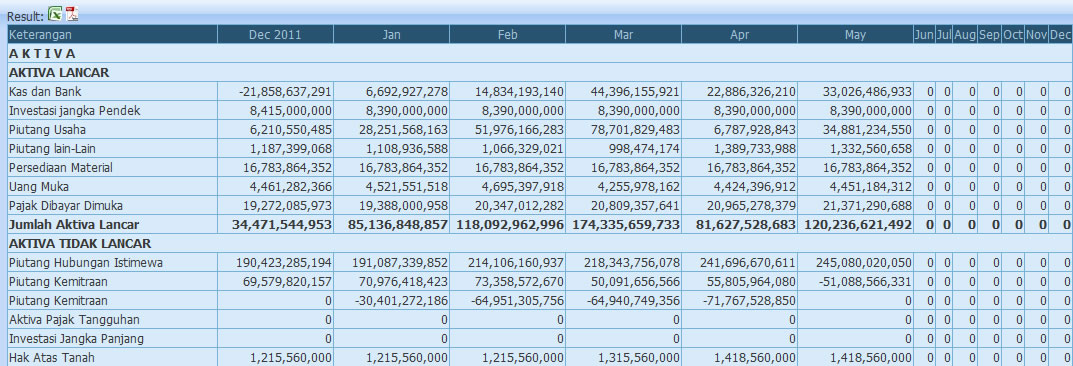 Result:
Keterangan Dec 2011 Jan Feb Mar Apr May Jun Jul Aug Sep Oct Nov Dec
A K T I V A
AKTIVA LANCAR
Kas dan Bank -21,858,637,291 6,692,927,278 14,834,193,140 44,396,155,921 22,886,326,210 33,026,486,933 0 0 0 0 0 0 0
Investasi jangka Pendek 8,415,000,000 8,390,000,000 8,390,000,000 8,390,000,000 8,390,000,000 8,390,000,000 0 0 0 0 0 0 0
Piutang Usaha 6,210,550,485 28,251,568,163 51,976,166,283 78,701,829,483 6,787,928,843 34,881,234,550 0 0 0 0 0 0 0
Piutang lain-Lain 1,187,399,068 1,108,936,588 1,066,329,021 998,474,174 1,389,733,988 1,332,560,658 0 0 0 0 0 0 0
Persediaan Material 16,783,864,352 16,783,864,352 16,783,864,352 16,783,864,352 16,783,864,352 16,783,864,352 0 0 0 0 0 0 0
Uang Muka 4,461,282,366 4,521,551,518 4,695,397,918 4,255,978,162 4,424,396,912 4,451,184,312 0 0 0 0 0 0 0
Pajak Dibayar Dimuka 19,272,085,973 19,388,000,958 20,347,012,282 20,809,357,641 20,965,278,379 21,371,290,688 0 0 0 0 0 0 0
Jumlah Aktiva Lancar 34,471,544,953 85,136,848,857 118,092,962,996 174,335,659,733 81,627,528,683 120,236,621,492 0 0 0 0 0 0 0
AKTIVA TIDAK LANCAR
Piutang Hubungan Istimewa 190,423,285,194 191,087,339,852 214,106,160,937 218,343,756,078 241,696,670,611 245,080,020,050 0 0 0 0 0 0 0
Piutang Kemitraan 69,579,820,157 70,976,418,423 73,358,572,670 50,091,656,566 55,805,964,080 -51,088,566,331 0 0 0 0 0 0 0
Piutang Kemitraan 0 -30,401,272,186 -64,951,305,756 -64,940,749,356 -71,767,528,850 0 0 0 0 0 0 0 0
Aktiva Pajak Tangguhan 0 0 0 0 0 0 0 0 0 0 0 0 0
Investasi Jangka Panjang 0 0 0 0 0 0 0 0 0 0 0 0 0
Hak Atas Tanah 1,215,560,000 1,215,560,000 1,215,560,000 1,315,560,000 1,418,560,000 1,418,560,000 0 0 0 0 0 0 0